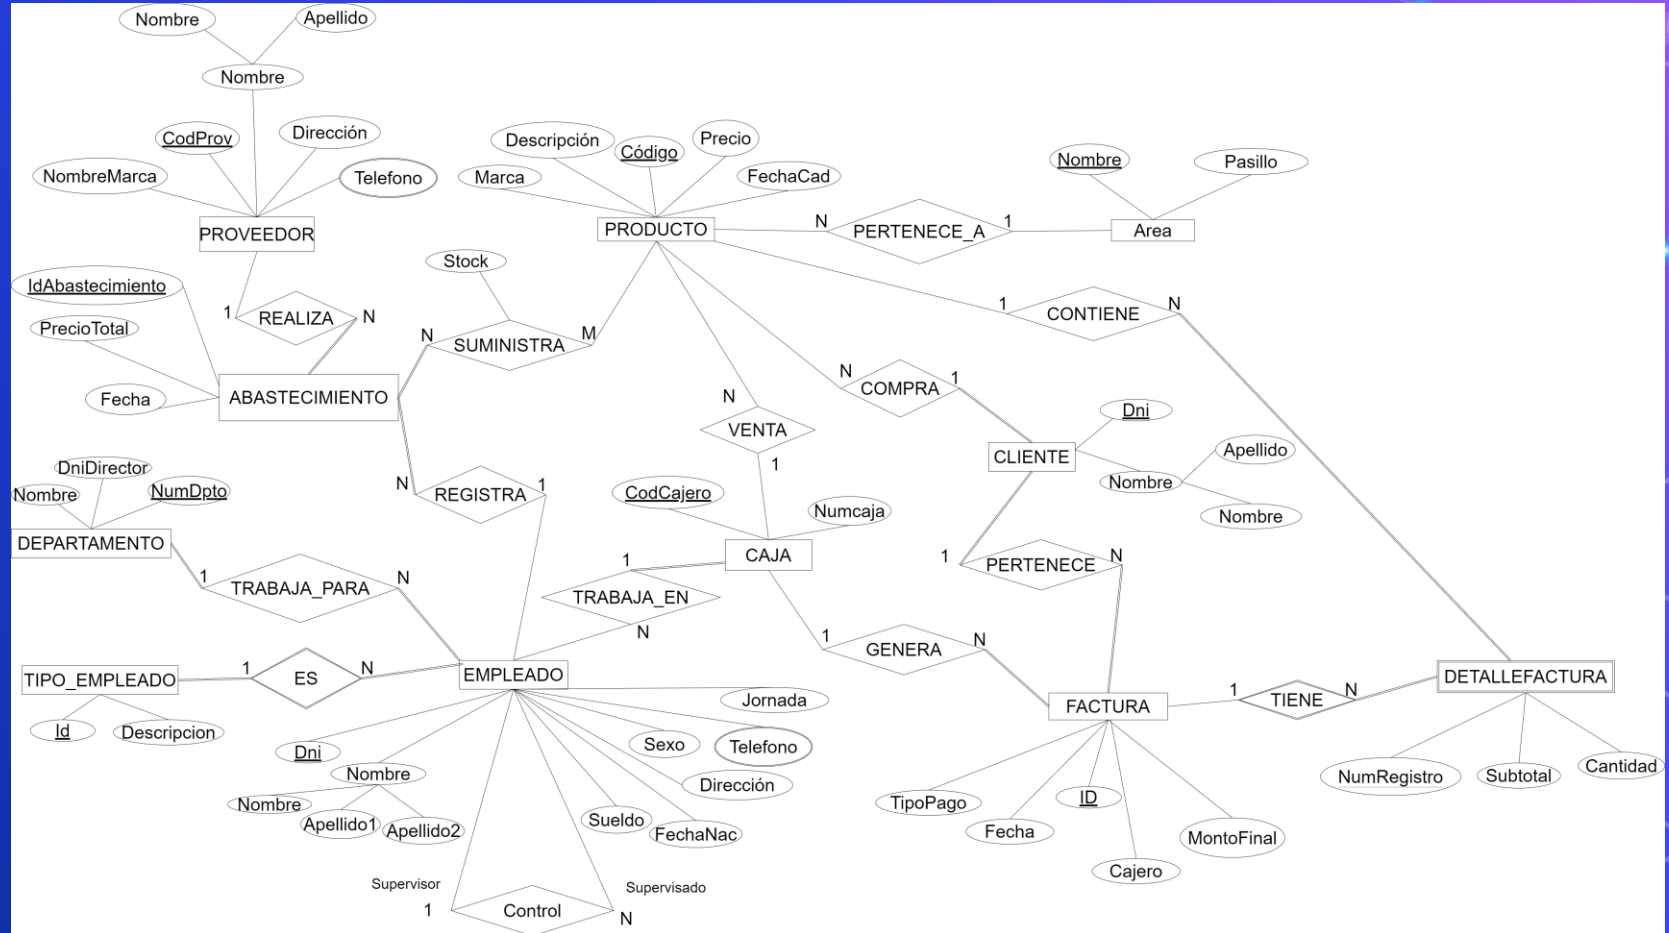 Nombre
Apellido
Nombre
CodProv
Dirección
NombreMarca
Telefono
PROVEEDOR
Descripción
Código
Precio
Marca
FechaCad
PRODUCTO
N
PERTENECE_A
1
Nombre
Pasillo
Area
IdAbastecimiento
PrecioTotal
Fecha
1
REALIZA
N
Stock
N
SUMINISTRA
M
ABASTECIMIENTO
1
CONTIENE
N
N
COMPRA
1
N
VENTA
1
CLIENTE
Dni
Apellido
Nombre
Nombre
DniDirector
Nombre
NumDpto
DEPARTAMENTO
N
REGISTRA
1
CodCajero
Numcaja
CAJA
1
TRABAJA_PARA
N
1
TRABAJA_EN
N
1
PERTENECE
N
1
GENERA
N
TIPO_EMPLEADO
1
ES
N
EMPLEADO
Id
Descripcion
FACTURA
1
TIENE
N
DETALLEFACTURA
Jornada
Dni
Sexo
Telefono
Nombre
Dirección
Nombre
Apellido1
Apellido2
Sueldo
FechaNac
TipoPago
Fecha
ID
Cajero
MontoFinal
NumRegistro
Subtotal
Cantidad
Supervisor
1
Control
Supervisado
N